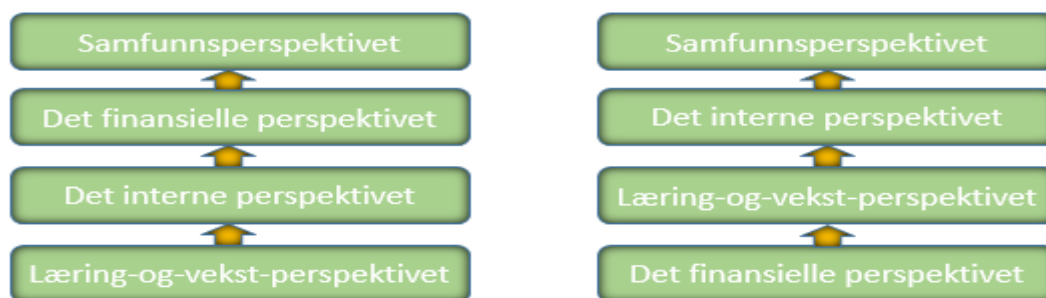 Samfunnsperspektivet
Det finansielle perspektivet
Det interne perspektivet
Læring-og-vekst-perspektivet
Samfunnsperspektivet
Det interne perspektivet
Læring-og-vekst-perspektivet
Det finansielle perspektivet